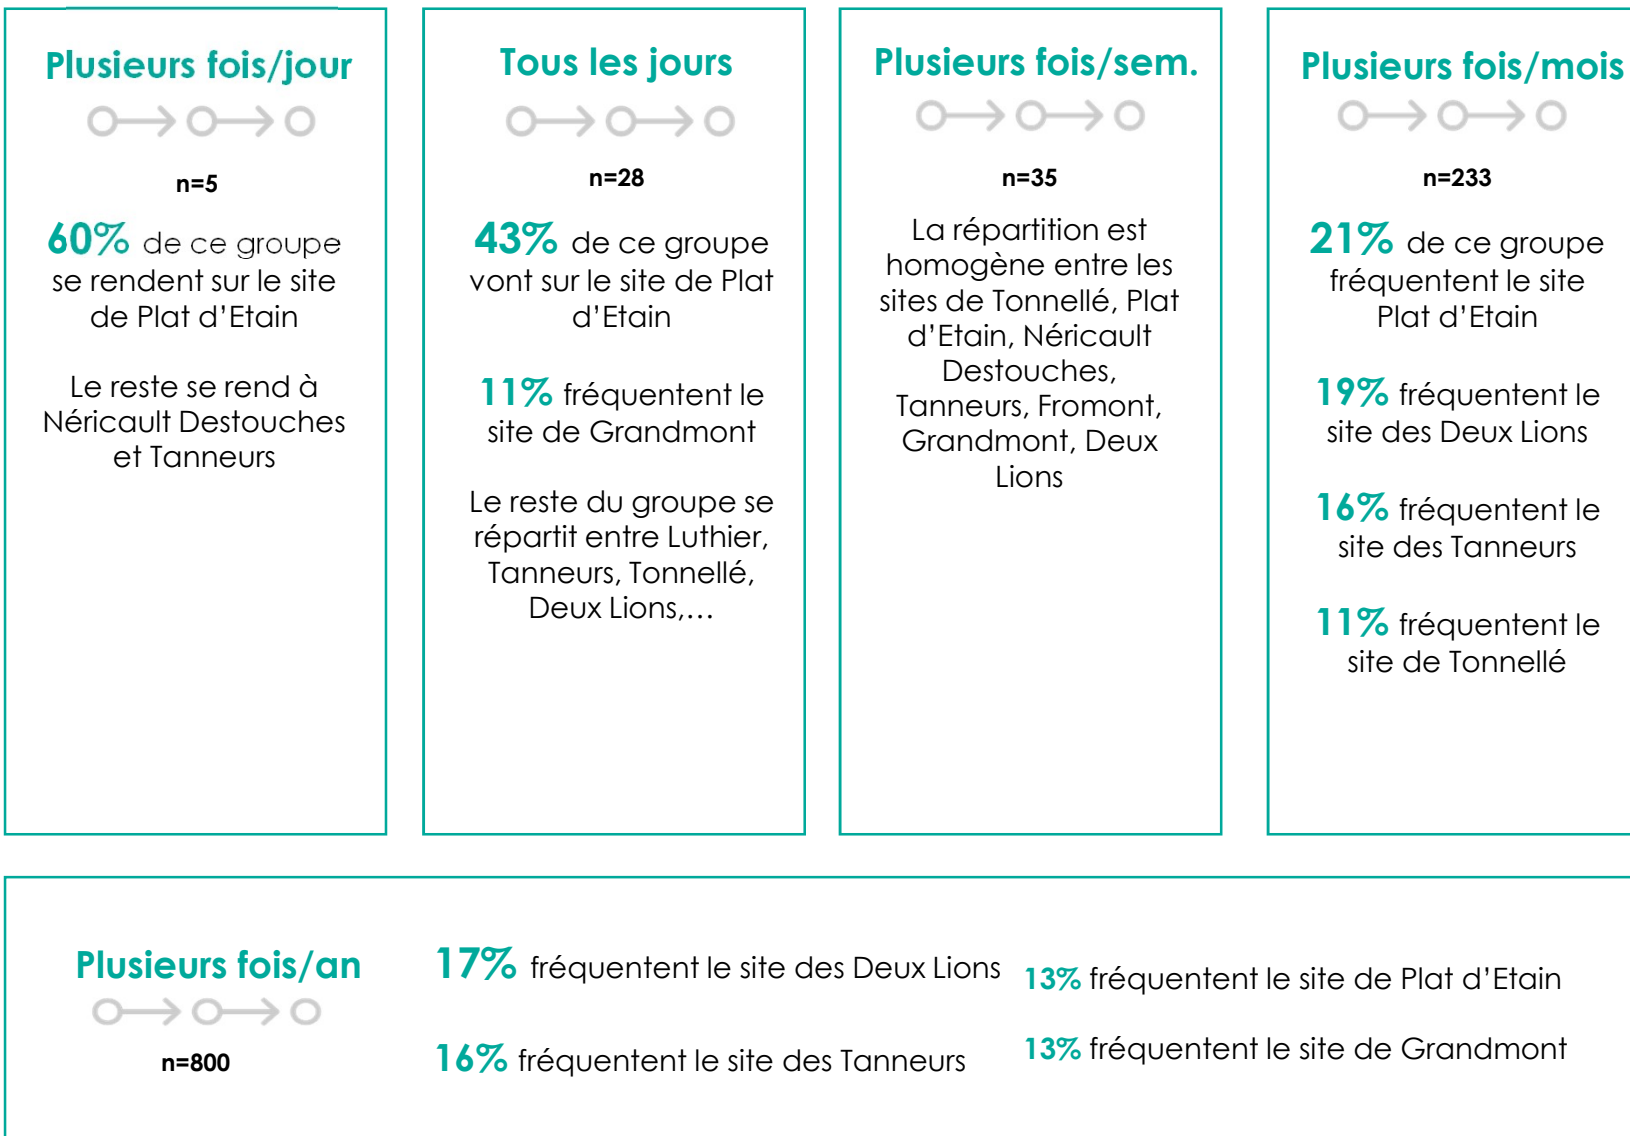 Plusieurs fois/jour
n=5
60% de ce groupe
se rendent sur le site
de Plat d’Etain
Le reste se rend à
Néricault Destouches
et Tanneurs
Tous les jours
n=28
43% de ce groupe
vont sur le site de Plat
d’Etain
11% fréquentent le
site de Grandmont
Le reste du groupe se
répartit entre Luthier,
Tanneurs, Tonnellé,
Deux Lions,…
Plusieurs fois/sem.
n=35
La répartition est
homogène entre les
sites de Tonnellé, Plat
d’Etain, Néricault
Destouches,
Tanneurs, Fromont,
Grandmont, Deux
Lions
Plusieurs fois/mois
n=233
21% de ce groupe
fréquentent le site
Plat d’Etain
19% fréquentent le
site des Deux Lions
16% fréquentent le
site des Tanneurs
11% fréquentent le
site de Tonnellé
Plusieurs fois/an
n=800
17% fréquentent le site des Deux Lions
16% fréquentent le site des Tanneurs
13% fréquentent le site de Plat d’Etain
13% fréquentent le site de Grandmont